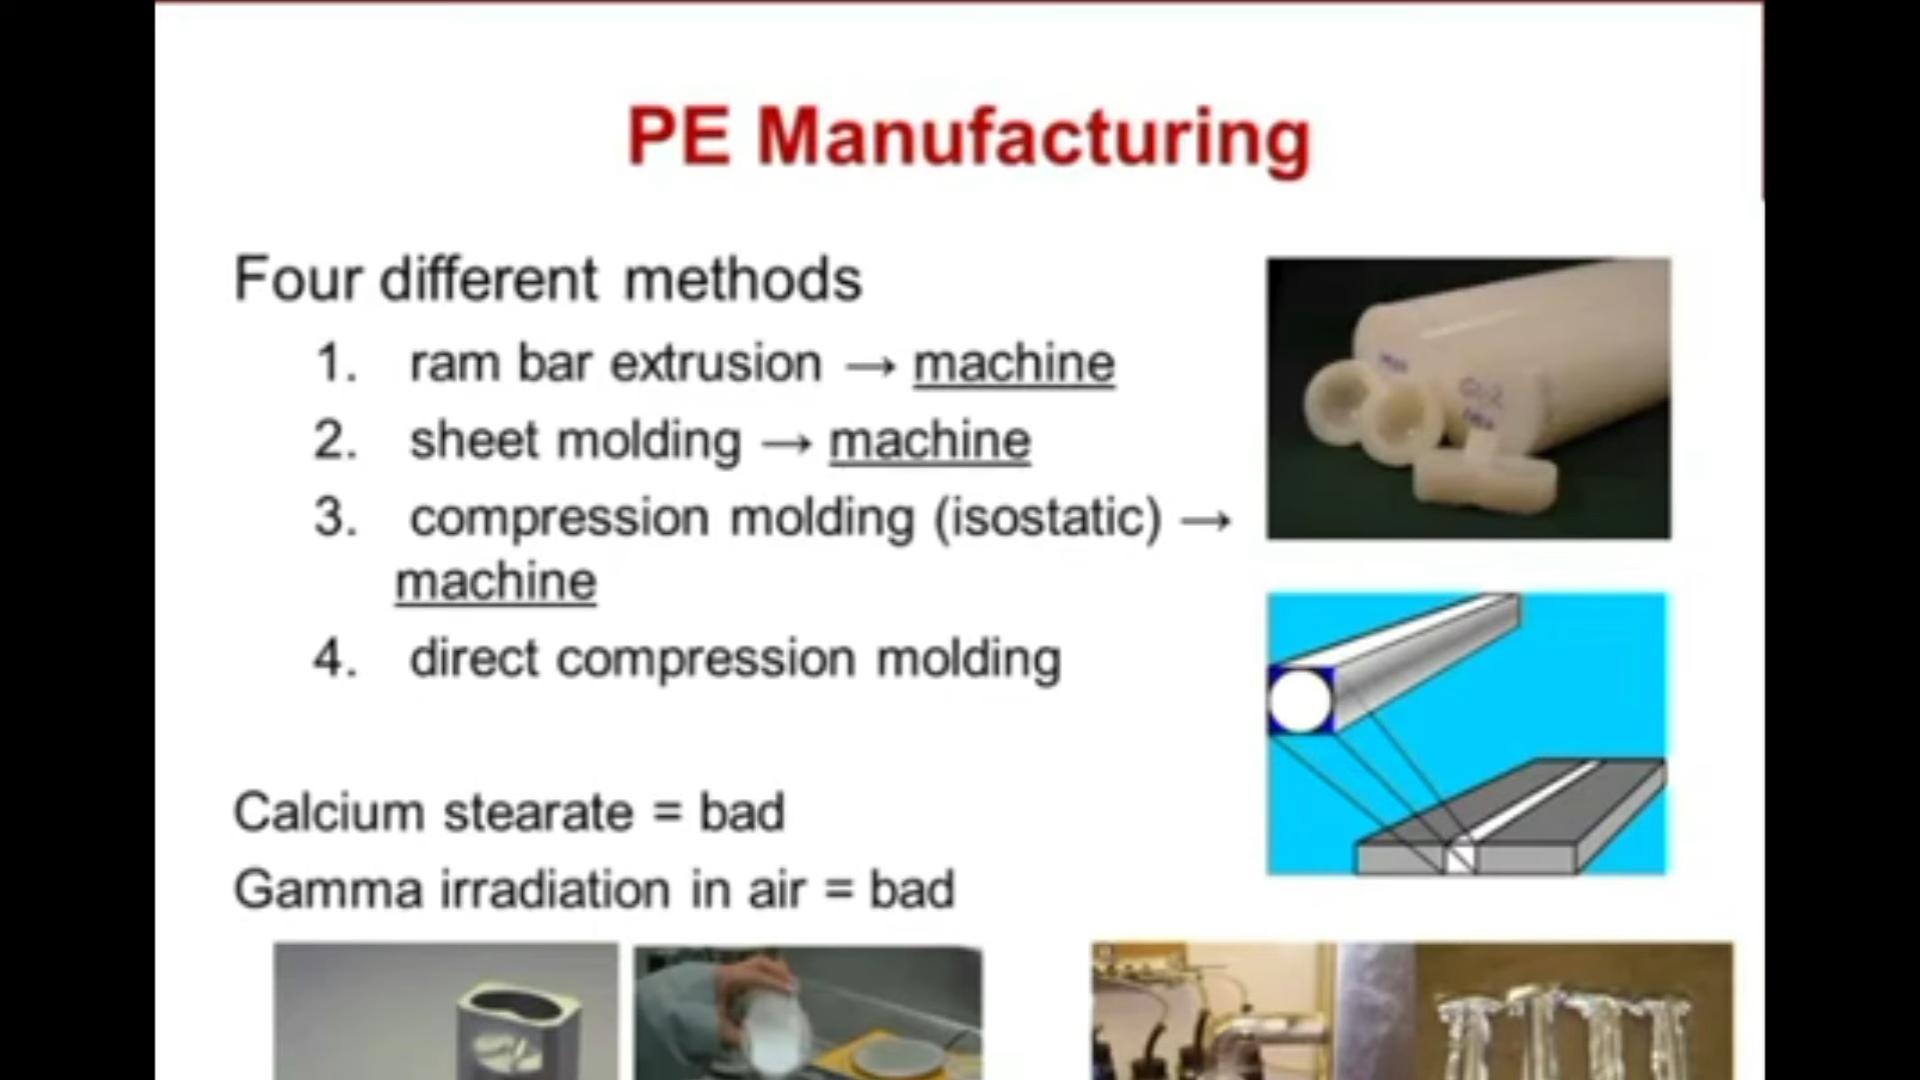 PE Manufacturing
Four different methods
1. ram bar extrusion → machine
2. sheet molding → machine
3. compression molding (isostatic) →
machine
4. direct compression molding
Calcium stearate = bad
Gamma irradiation in air = bad